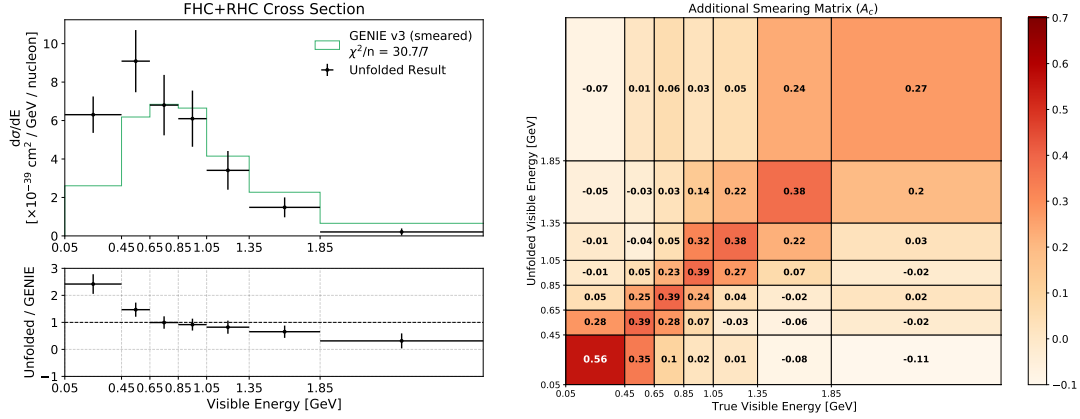 FHC+RHC Cross Section
dσ/dE
[×10⁻³⁹ cm² / GeV / nucleon]
10
8
6
4
2
0
GENIE v3 (smeared)
χ²/n = 30.7/7
Unfolded Result
0.05 0.45 0.65 0.85 1.05 1.35 1.85
Unfolded / GENIE
3
2
1
0
−1
0.05 0.45 0.65 0.85 1.05 1.35 1.85
Visible Energy [GeV]
Additional Smearing Matrix (A_c)
Unfolded Visible Energy [GeV]
-0.07 0.01 0.06 0.03 0.05 0.24 0.27
1.85
-0.05 -0.03 0.03 0.14 0.22 0.38 0.2
1.35
-0.01 -0.04 0.05 0.32 0.38 0.22 0.03
1.05
-0.01 0.05 0.23 0.39 0.27 0.07 -0.02
0.85
0.05 0.25 0.39 0.24 0.04 -0.02 0.02
0.65
0.28 0.39 0.28 0.07 -0.03 -0.06 -0.02
0.45
0.56 0.35 0.1 0.02 0.01 -0.08 -0.11
0.05
0.05 0.45 0.65 0.85 1.05 1.35 1.85
True Visible Energy [GeV]
0.7
0.6
0.5
0.4
0.3
0.2
0.1
0.0
−0.1